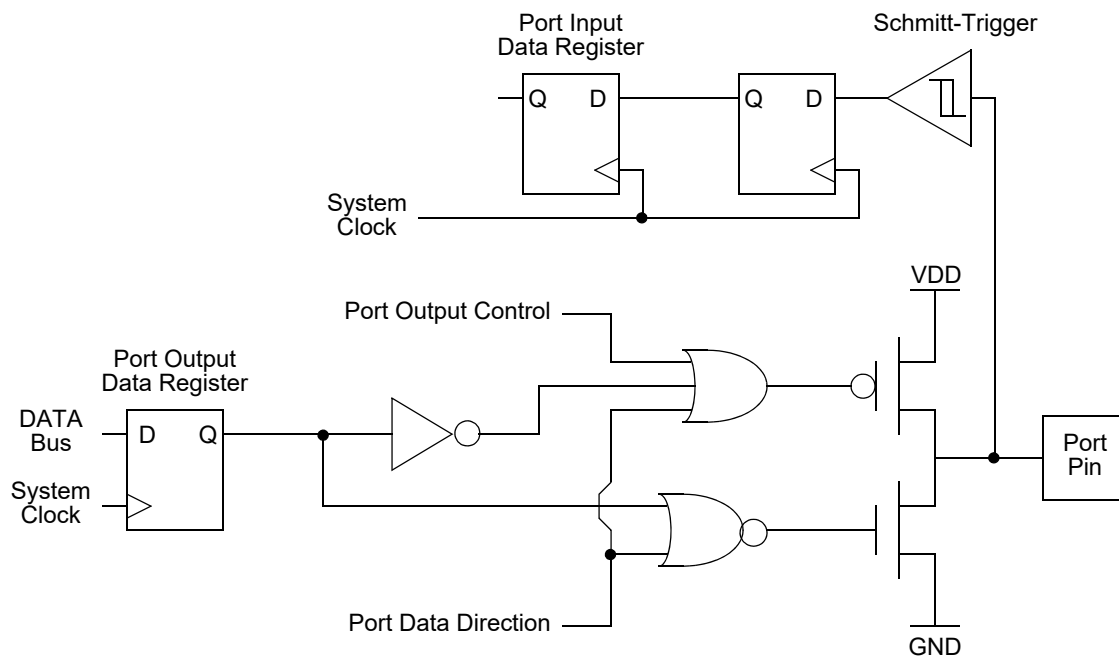 Port Input
Data Register
Schmitt-Trigger
Q
D
Q
D
System
Clock
VDD
Port Output Control
Port Output
Data Register
DATA
Bus
D
Q
System
Clock
Port
Pin
Port Data Direction
GND